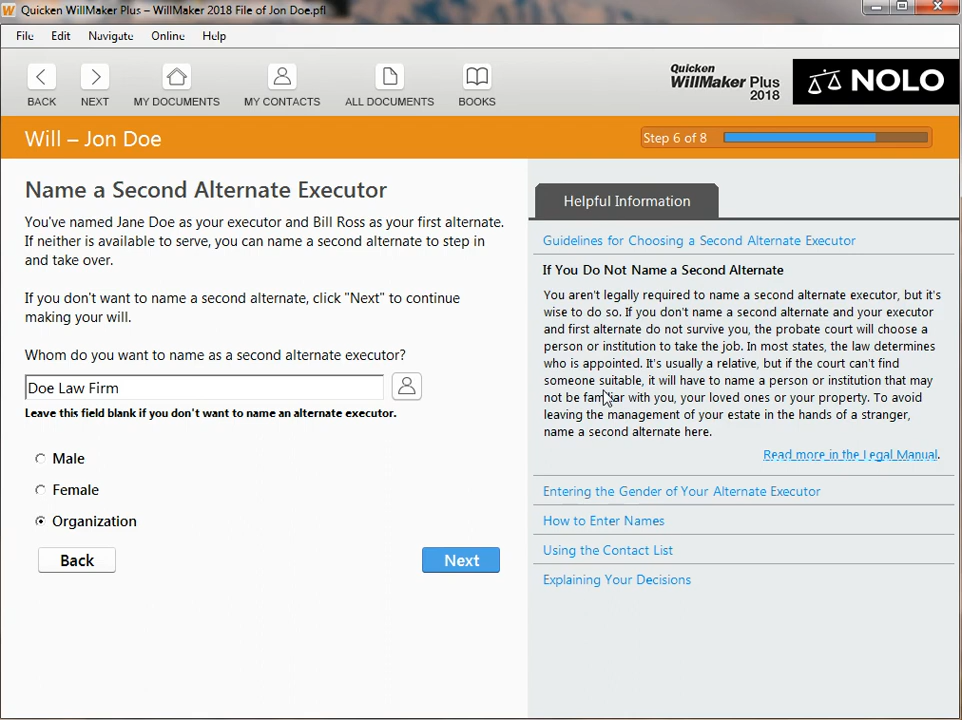 Quicken WillMaker Plus – WillMaker 2018 File of Jon Doe.pfl
File Edit Navigate Online Help
BACK NEXT MY DOCUMENTS MY CONTACTS ALL DOCUMENTS BOOKS
Quicken
WillMaker Plus
2018
NOLO
Will – Jon Doe
Step 6 of 8
Name a Second Alternate Executor
You've named Jane Doe as your executor and Bill Ross as your first alternate.
If neither is available to serve, you can name a second alternate to step in
and take over.
If you don't want to name a second alternate, click "Next" to continue
making your will.
Whom do you want to name as a second alternate executor?
Doe Law Firm
Leave this field blank if you don't want to name an alternate executor.
Male
Female
Organization
Back
Next
Helpful Information
Guidelines for Choosing a Second Alternate Executor
If You Do Not Name a Second Alternate
You aren't legally required to name a second alternate executor, but it's
wise to do so. If you don't name a second alternate and your executor
and first alternate do not survive you, the probate court will choose a
person or institution to take the job. In most states, the law determines
who is appointed. It's usually a relative, but if the court can't find
someone suitable, it will have to name a person or institution that may
not be familiar with you, your loved ones or your property. To avoid
leaving the management of your estate in the hands of a stranger,
name a second alternate here.
Read more in the Legal Manual.
Entering the Gender of Your Alternate Executor
How to Enter Names
Using the Contact List
Explaining Your Decisions